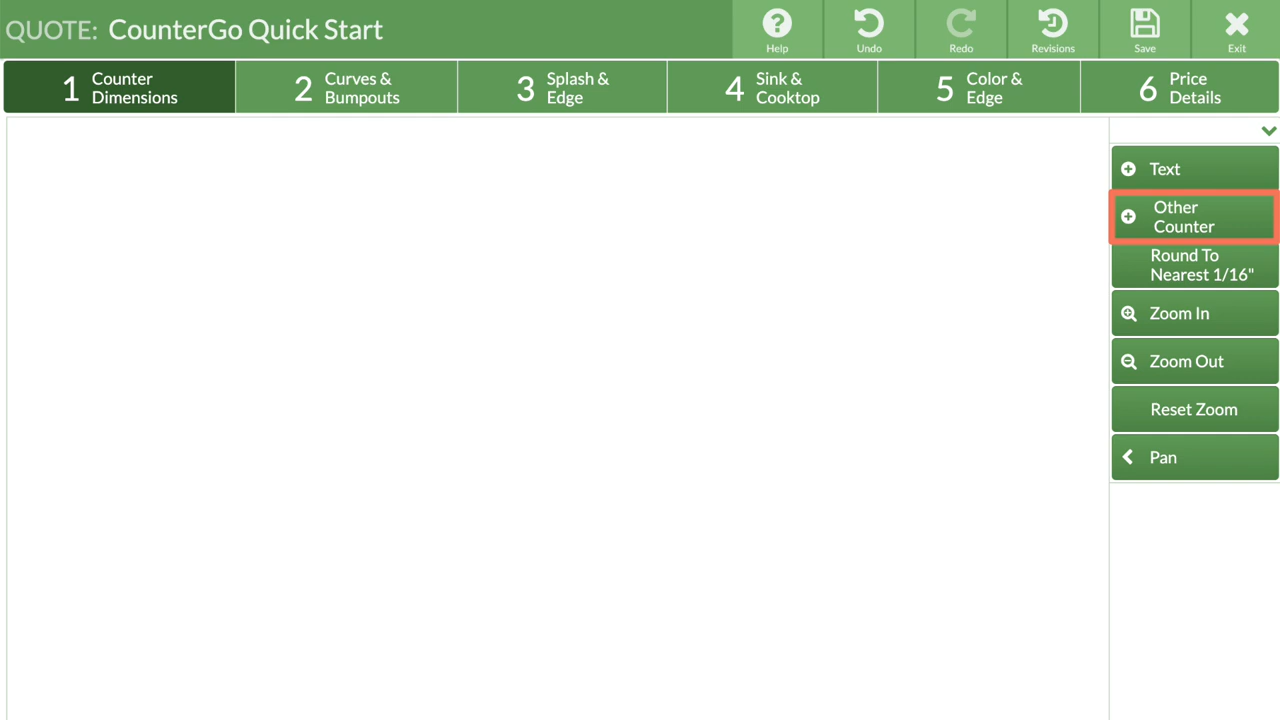 QUOTE: CounterGo Quick Start
Help
Undo
Redo
Revisions
Save
Exit
1 Counter
Dimensions
2 Curves &
Bumpouts
3 Splash &
Edge
4 Sink &
Cooktop
5 Color &
Edge
6 Price
Details
Text
Other
Counter
Round To
Nearest 1/16"
Zoom In
Zoom Out
Reset Zoom
Pan